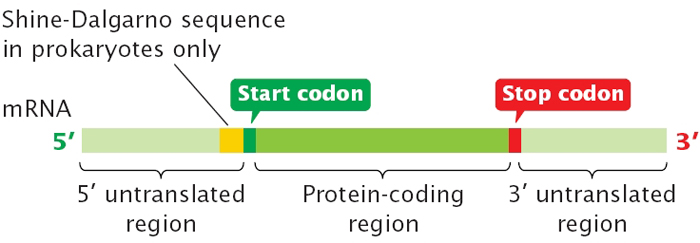 Shine-Dalgarno sequence
in prokaryotes only
Start codon
Stop codon
mRNA
5′
3′
5′ untranslated
region
Protein-coding
region
3′ untranslated
region